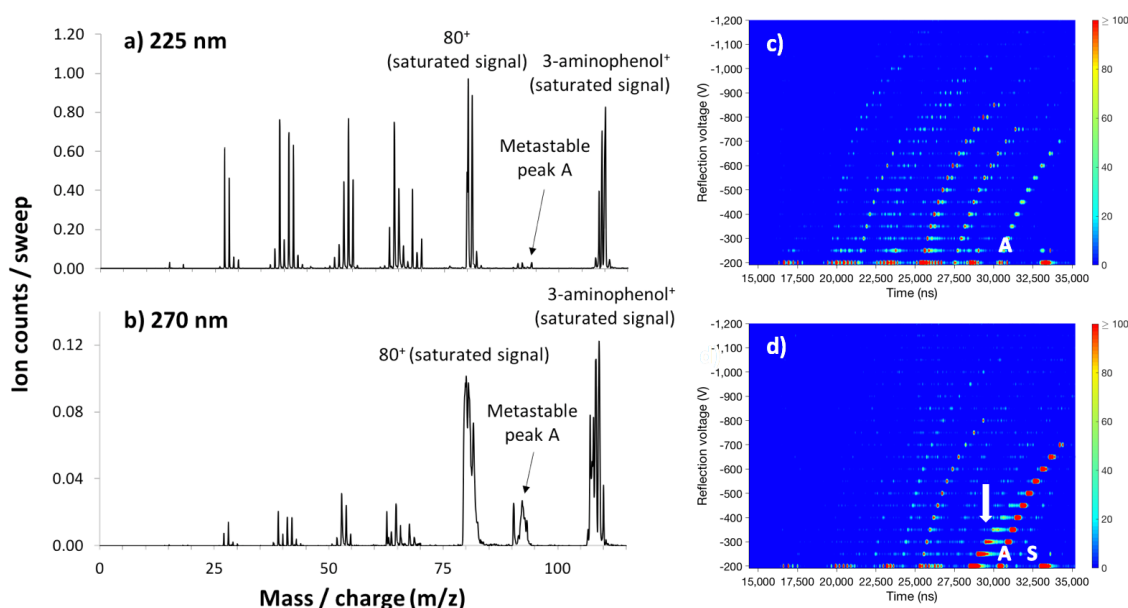 a) 225 nm
80⁺
(saturated signal)
3-aminophenol⁺
(saturated signal)
Metastable
peak A
1.20
1.00
0.80
0.60
0.40
0.20
0.00
b) 270 nm
3-aminophenol⁺
(saturated signal)
80⁺ (saturated signal)
Metastable
peak A
0.12
0.08
0.04
0.00
0 25 50 75 100
Ion counts / sweep
Mass / charge (m/z)
c)
Reflection voltage (V)
-1,200
-1,100
-1,000
-900
-800
-700
-600
-500
-400
-300
-200
A
15,000 17,500 20,000 22,500 25,000 27,500 30,000 32,500 35,000
Time (ns)
≥ 100
80
60
40
20
0
d)
Reflection voltage (V)
-1,200
-1,100
-1,000
-900
-800
-700
-600
-500
-400
-300
-200
A S
15,000 17,500 20,000 22,500 25,000 27,500 30,000 32,500 35,000
Time (ns)
≥ 100
80
60
40
20
0